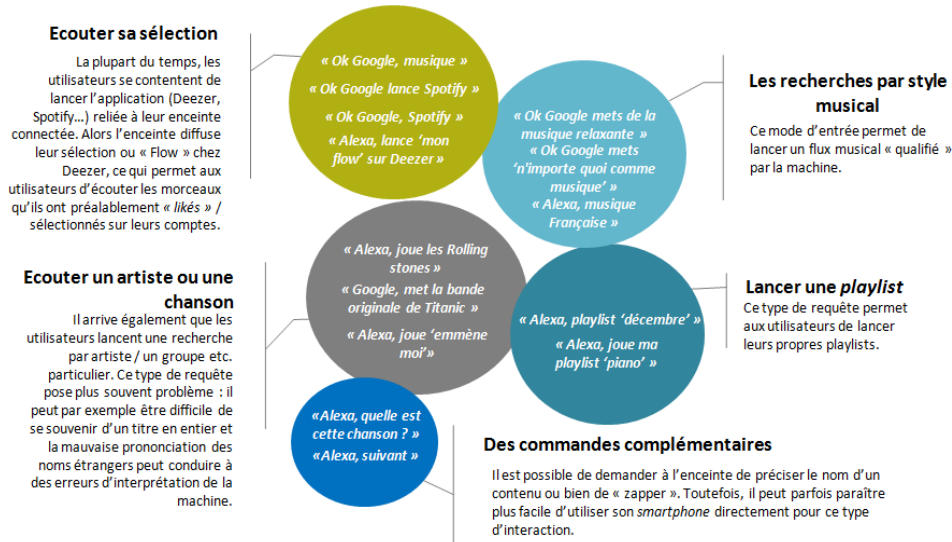 Ecouter sa sélection
La plupart du temps, les
utilisateurs se contentent de
lancer l'application (Deezer,
Spotify...) reliée à leur enceinte
connectée. Alors l'enceinte diffuse
leur sélection ou « Flow » chez
Deezer, ce qui permet aux
utilisateurs d'écouter les morceaux
qu'ils ont préalablement « likés » /
sélectionnés sur leurs comptes.
« Ok Google, musique »
« Ok Google lance Spotify »
« Ok Google, Spotify »
« Alexa, lance 'mon
flow' sur Deezer »
« Ok Google mets de la
musique relaxante »
« Ok Google mets
'n'importe quoi comme
musique' »
« Alexa, musique
Française »
Les recherches par style
musical
Ce mode d'entrée permet de
lancer un flux musical « qualifié »
par la machine.
Ecouter un artiste ou une
chanson
Il arrive également que les
utilisateurs lancent une recherche
par artiste / un groupe etc.
particulier. Ce type de requête
pose plus souvent problème : il
peut par exemple être difficile de
se souvenir d'un titre en entier et
la mauvaise prononciation des
noms étrangers peut conduire à
des erreurs d'interprétation de la
machine.
« Alexa, joue les Rolling
stones »
« Google, met la bande
originale de Titanic »
« Alexa, joue 'emmène
moi'»
« Alexa, playlist 'décembre' »
« Alexa, joue ma
playlist 'piano' »
Lancer une playlist
Ce type de requête permet
aux utilisateurs de lancer
leurs propres playlists.
«Alexa, quelle est
cette chanson ? »
«Alexa, suivant »
Des commandes complémentaires
Il est possible de demander à l'enceinte de préciser le nom d'un
contenu ou bien de « zapper ». Toutefois, il peut parfois paraître
plus facile d'utiliser son smartphone directement pour ce type
d'interaction.